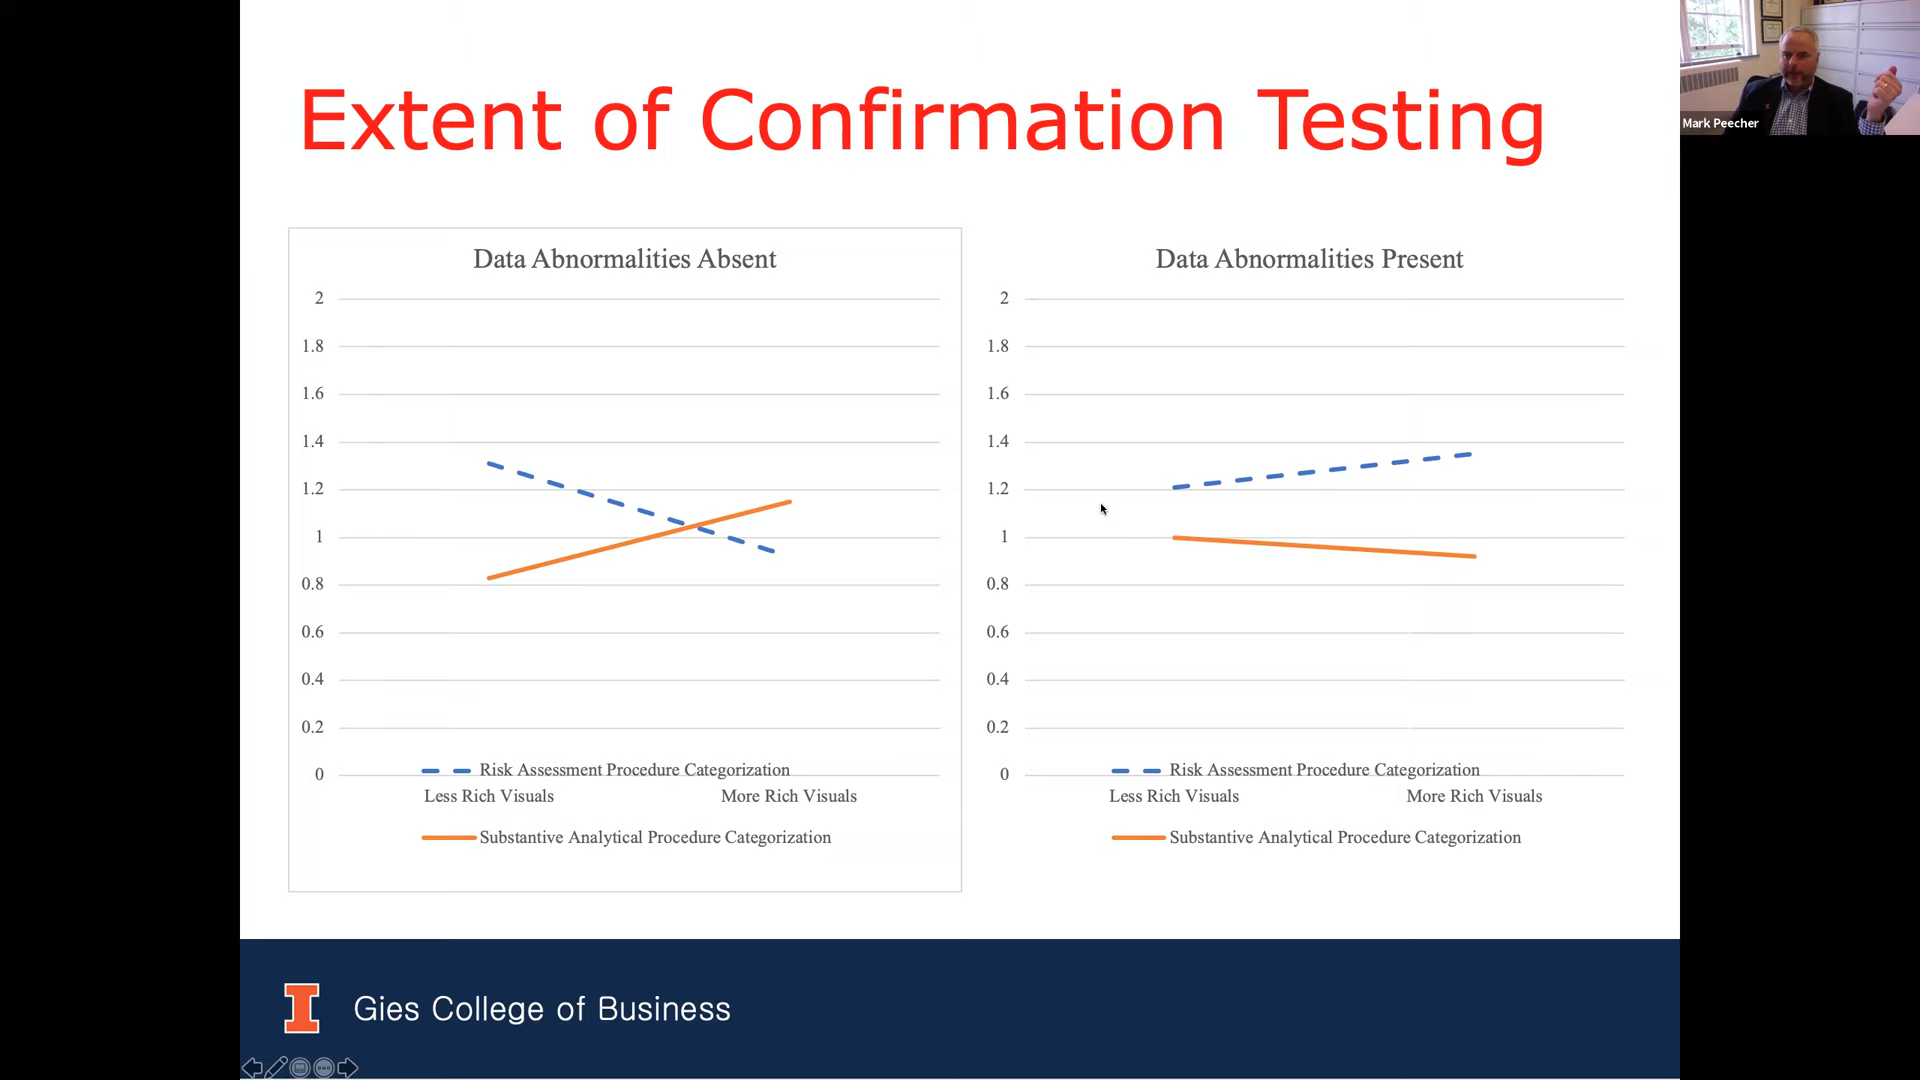 Extent of Confirmation Testing
Mark Peecher
Data Abnormalities Absent
2
1.8
1.6
1.4
1.2
1
0.8
0.6
0.4
0.2
0
Risk Assessment Procedure Categorization
Less Rich Visuals More Rich Visuals
Substantive Analytical Procedure Categorization
Data Abnormalities Present
2
1.8
1.6
1.4
1.2
1
0.8
0.6
0.4
0.2
0
Risk Assessment Procedure Categorization
Less Rich Visuals More Rich Visuals
Substantive Analytical Procedure Categorization
I Gies College of Business